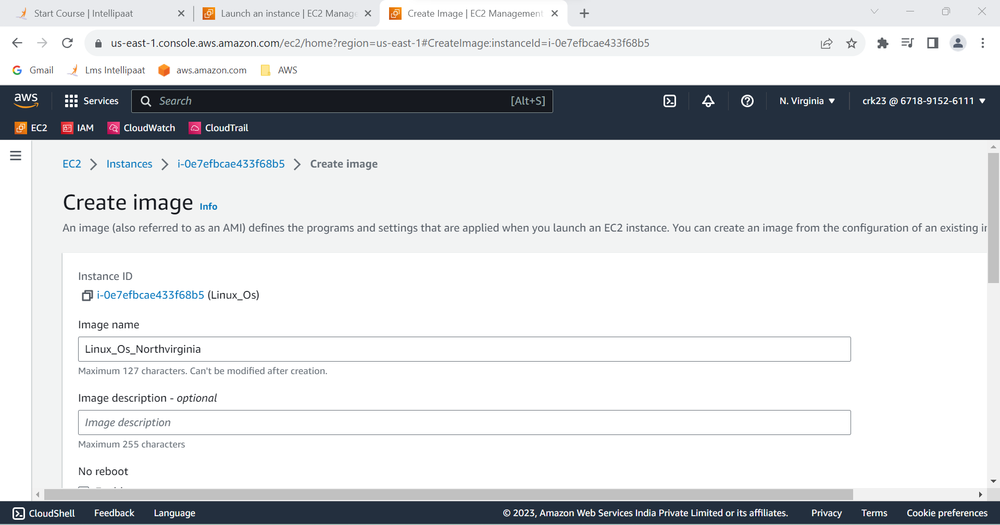 Start Course | Intellipaat
Launch an instance | EC2 Manage
Create Image | EC2 Management
us-east-1.console.aws.amazon.com/ec2/home?region=us-east-1#CreateImage:instanceId=i-0e7efbcae433f68b5
Gmail Lms Intellipaat aws.amazon.com AWS
aws Services Search [Alt+S] N. Virginia crk23 @ 6718-9152-6111
EC2 IAM CloudWatch CloudTrail
EC2 Instances i-0e7efbcae433f68b5 Create image
Create image Info
An image (also referred to as an AMI) defines the programs and settings that are applied when you launch an EC2 instance. You can create an image from the configuration of an existing
Instance ID
i-0e7efbcae433f68b5 (Linux_Os)
Image name
Linux_Os_Northvirginia
Maximum 127 characters. Can't be modified after creation.
Image description - optional
Image description
Maximum 255 characters
No reboot
CloudShell Feedback Language © 2023, Amazon Web Services India Private Limited or its affiliates. Privacy Terms Cookie preferences